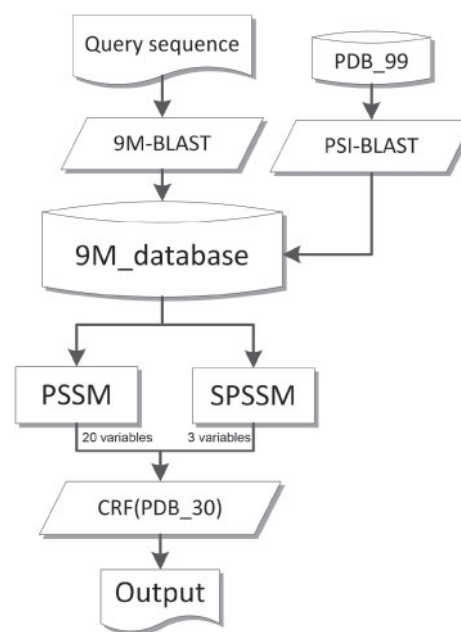 Query sequence
PDB_99
9M-BLAST
PSI-BLAST
9M_database
PSSM
SPSSM
20 variables
3 variables
CRF(PDB_30)
Output